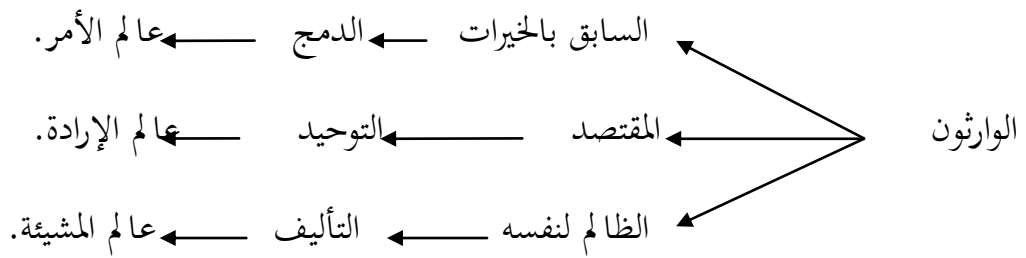 السابق بالخيرات الدمج عالم الأمر.
الوارثون المقتصد التوحيد عالم الإرادة.
الظالم لنفسه التأليف عالم المشيئة.